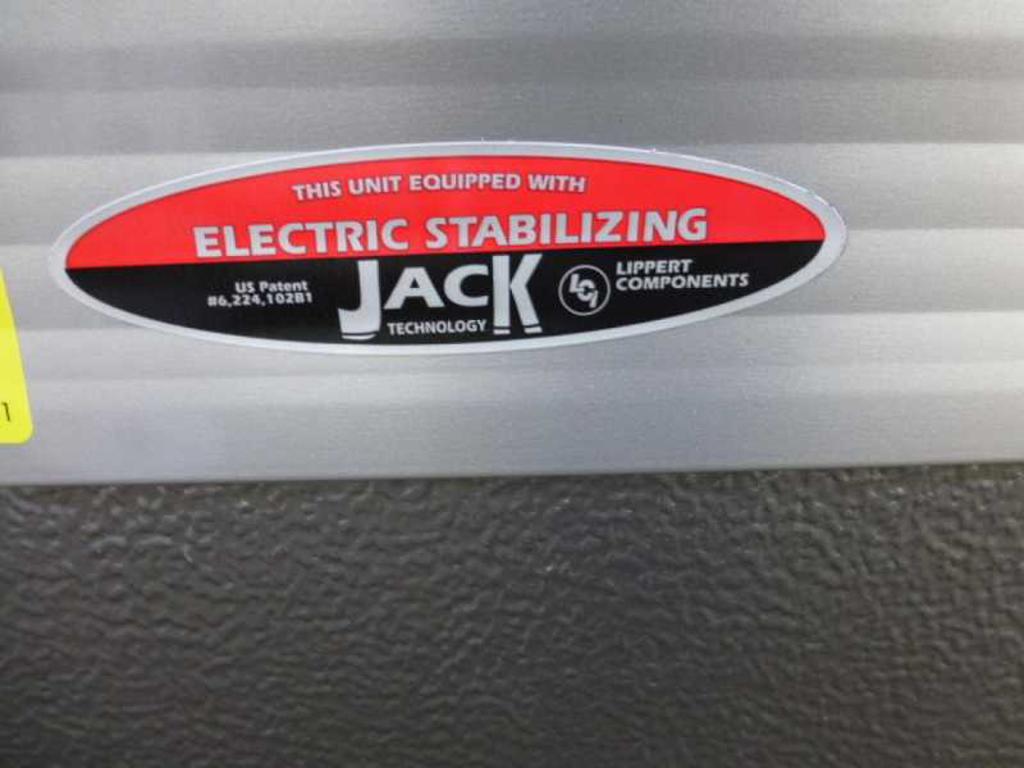 THIS UNIT EQUIPPED WITH
ELECTRIC STABILIZING
JACK
TECHNOLOGY
US Patent
#6,224,102B1
LCI
LIPPERT
COMPONENTS
1